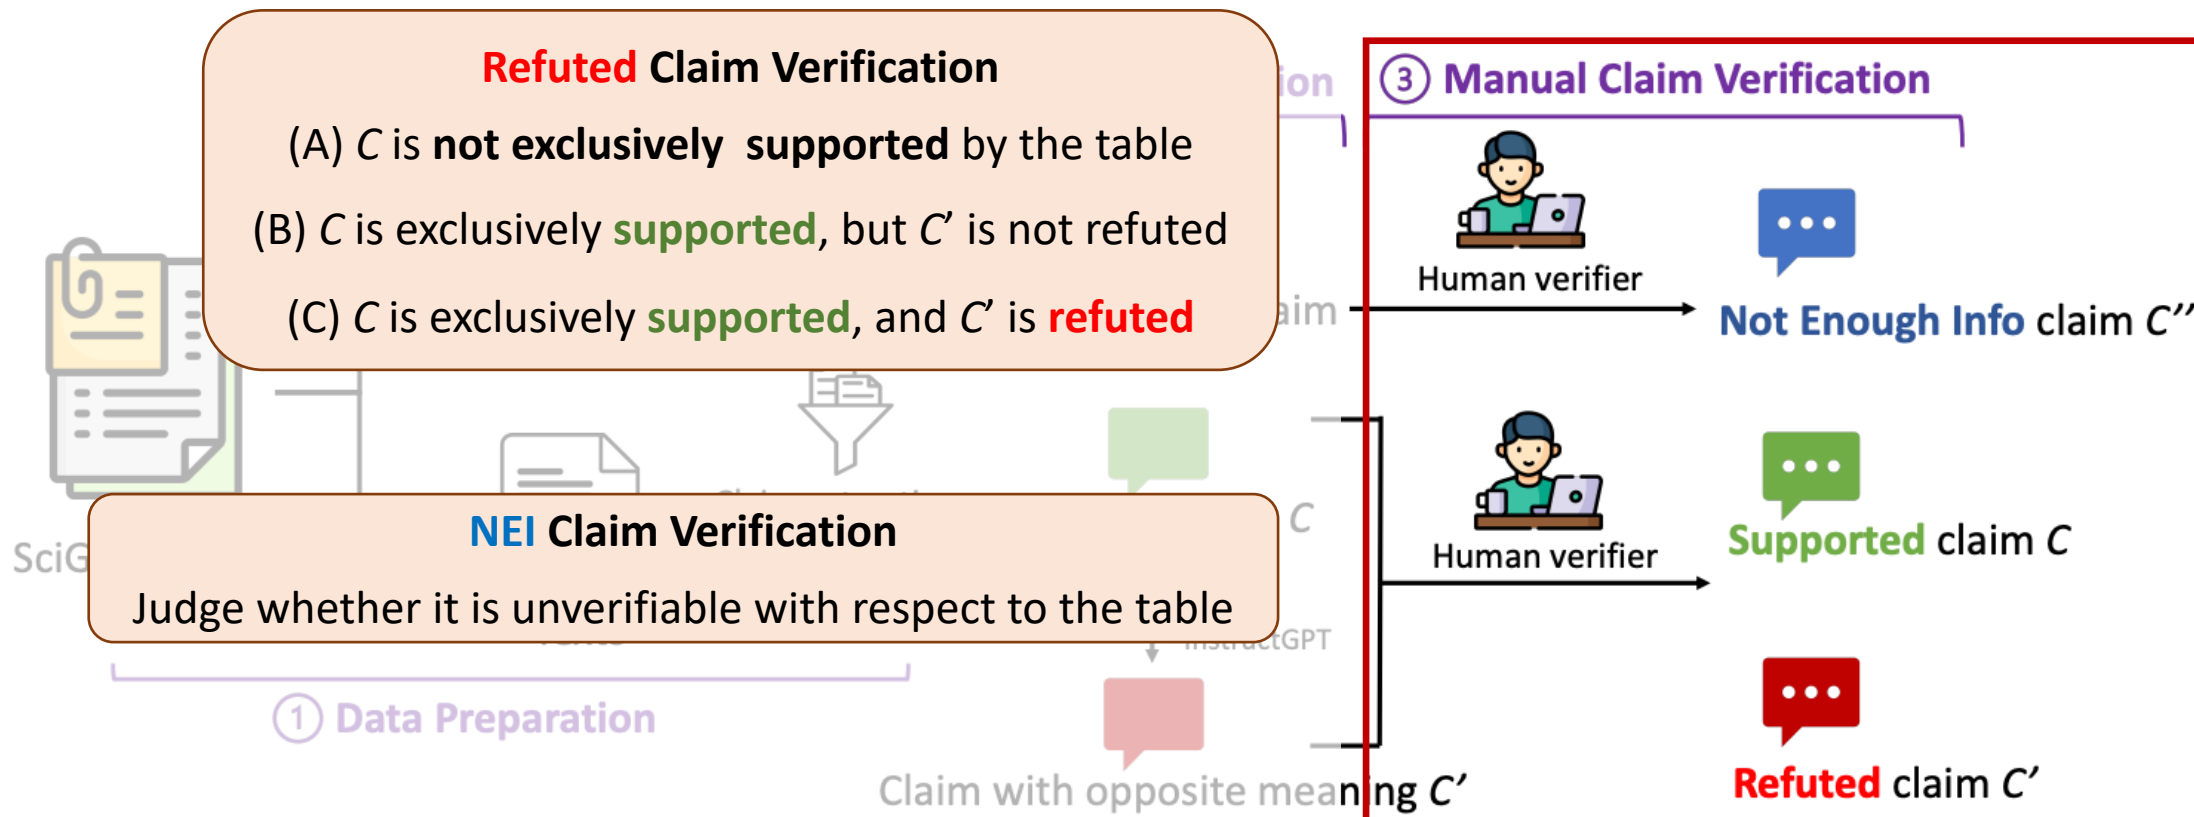 Refuted Claim Verification
(A) C is not exclusively supported by the table
(B) C is exclusively supported, but C' is not refuted
(C) C is exclusively supported, and C' is refuted
③ Manual Claim Verification
Human verifier
Not Enough Info claim C''
NEI Claim Verification
Judge whether it is unverifiable with respect to the table
C
Human verifier
Supported claim C
InstructGPT
① Data Preparation
Claim with opposite meaning C'
Refuted claim C'